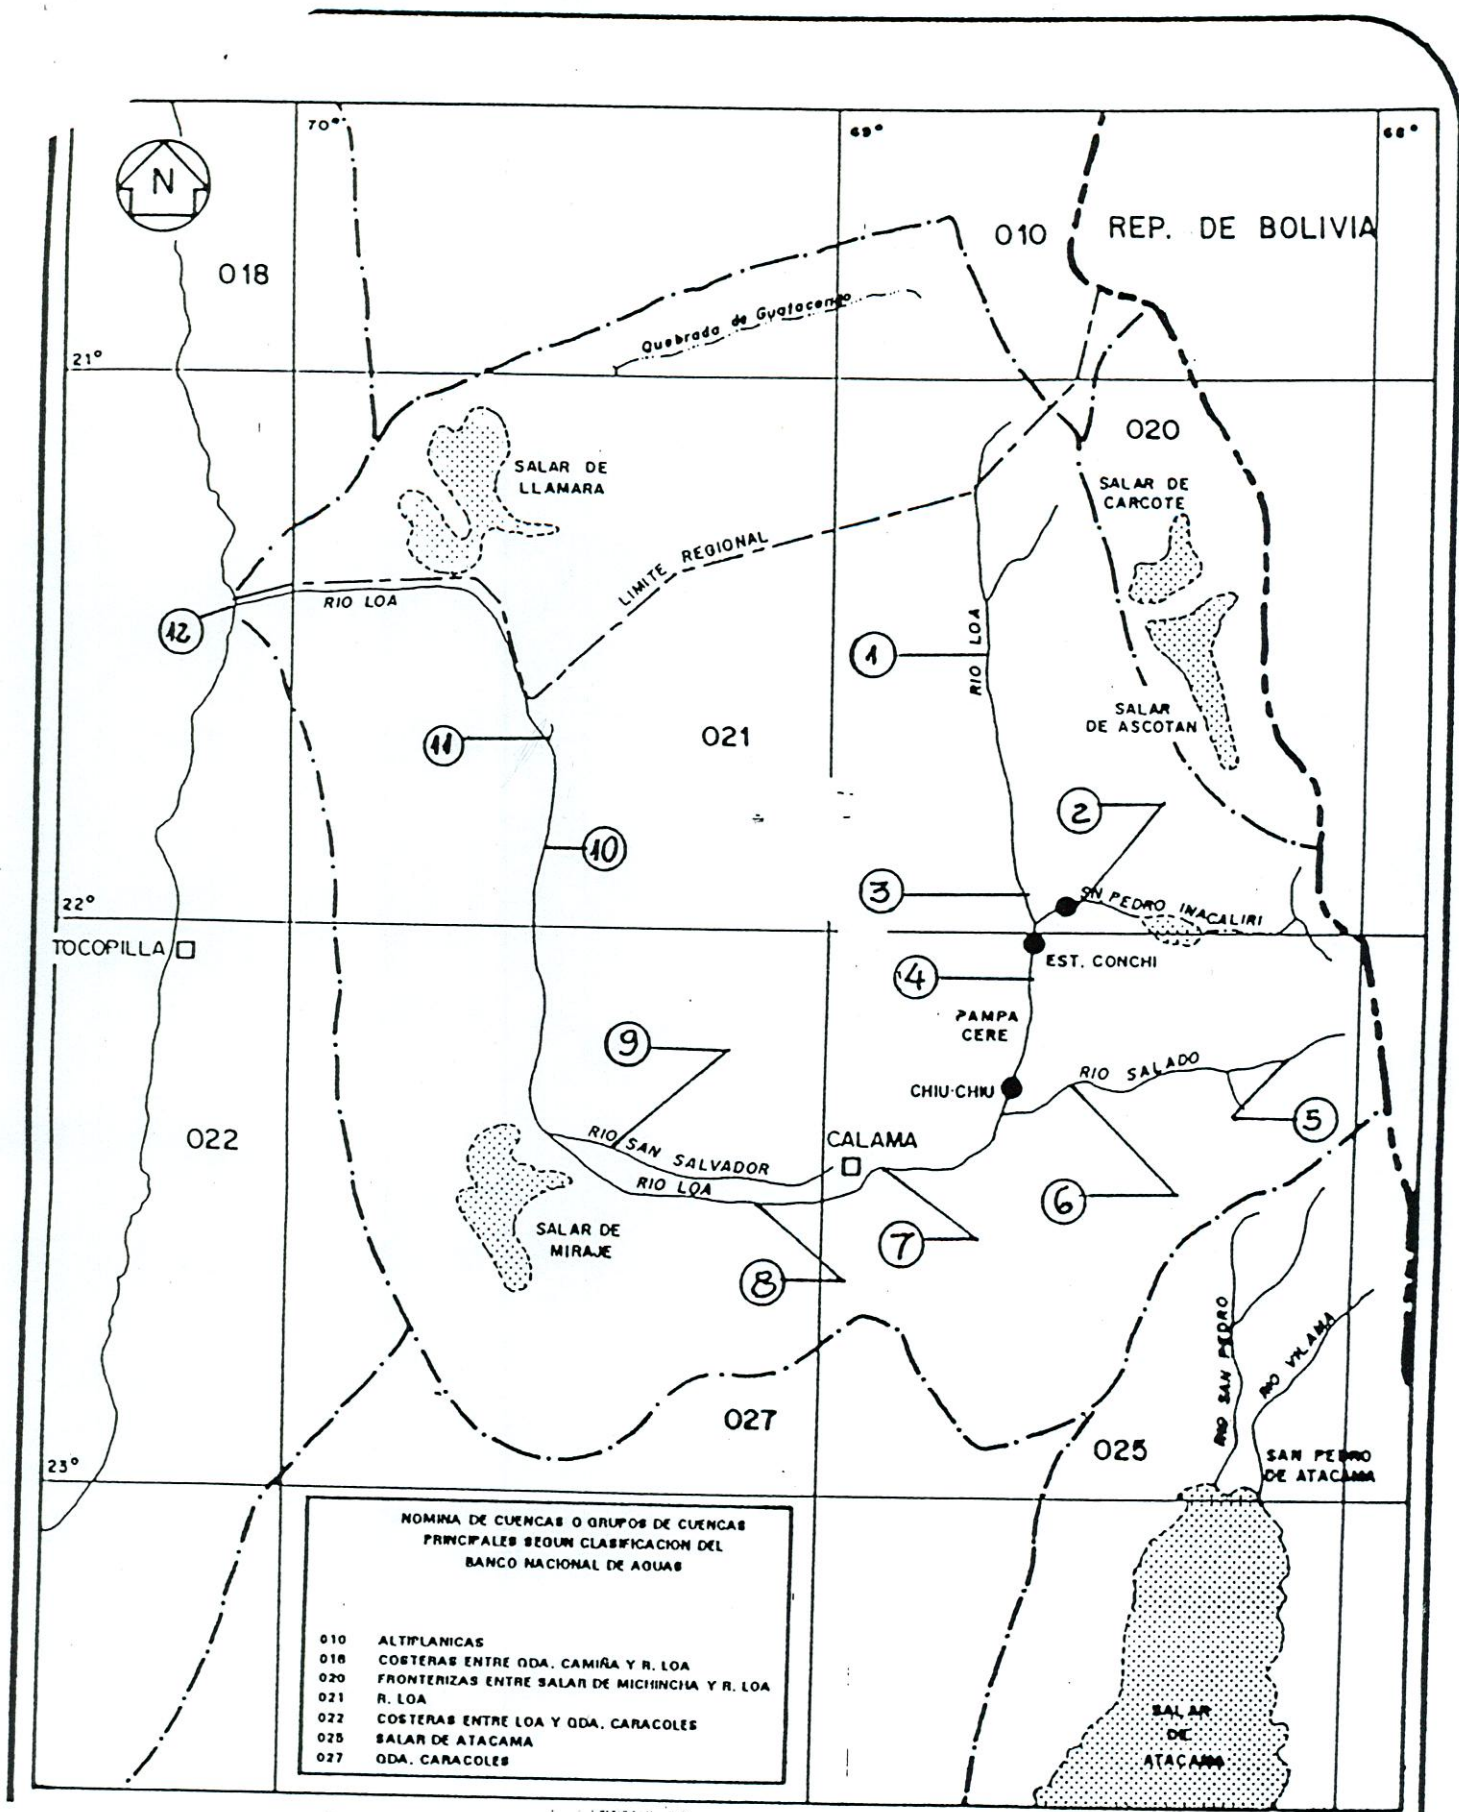 70°
69°
68°
N
018
010
REP. DE BOLIVIA
Quebrada de Guatacondo
21°
020
SALAR DE
LLAMARA
SALAR DE
CARCOTE
LIMITE REGIONAL
RIO LOA
12
1
RIO LOA
SALAR
DE ASCOTAN
11
021
2
10
3
SN PEDRO INACALIRI
22°
TOCOPILLA
EST. CONCHI
4
PAMPA
CERE
9
RIO SALADO
CHIU-CHIU
5
022
RIO SAN SALVADOR
CALAMA
RIO LOA
6
SALAR DE
MIRAJE
7
8
RIO SAN PEDRO
RIO VILAMA
027
025
SAN PEDRO
DE ATACAMA
23°
NOMINA DE CUENCAS O GRUPOS DE CUENCAS
PRINCIPALES SEGUN CLASIFICACION DEL
BANCO NACIONAL DE AGUAS
010 ALTIPLANICAS
018 COSTERAS ENTRE QDA. CAMIÑA Y R. LOA
020 FRONTERIZAS ENTRE SALAR DE MICHINCHA Y R. LOA
021 R. LOA
022 COSTERAS ENTRE LOA Y QDA. CARACOLES
025 SALAR DE ATACAMA
027 QDA. CARACOLES
SALAR
DE
ATACAMA